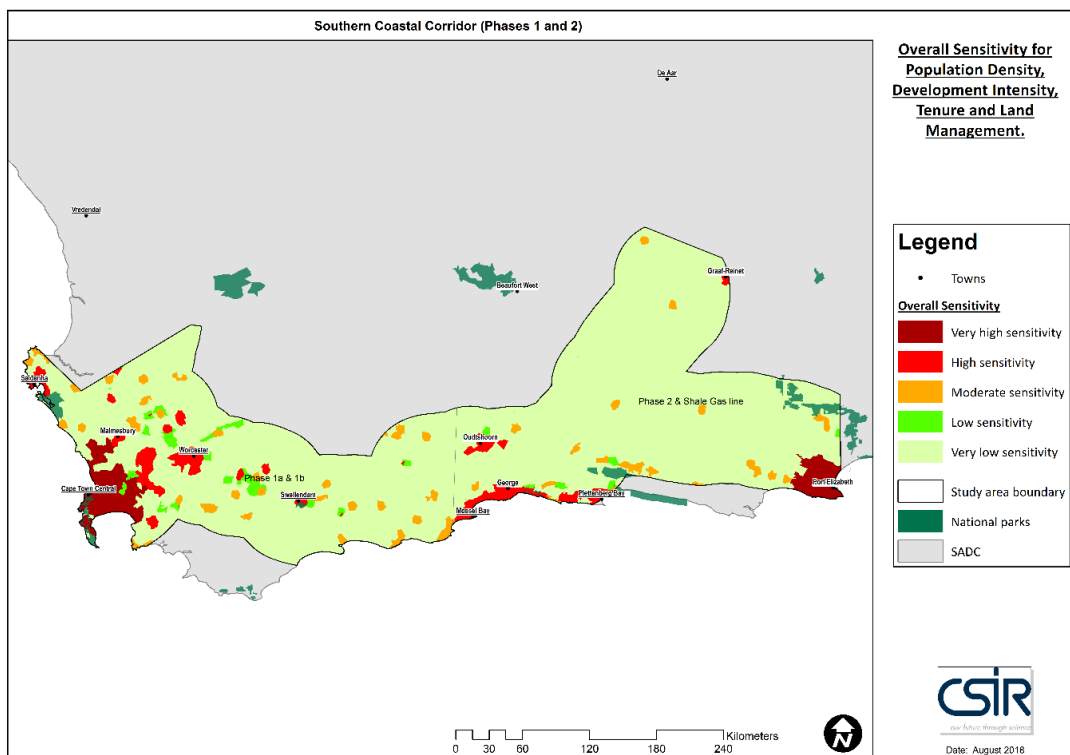 Southern Coastal Corridor (Phases 1 and 2)
Overall Sensitivity for
Population Density,
Development Intensity,
Tenure and Land
Management.
De Aar
Vredendal
Beaufort West
Graaf-Reinet
Saldanha
Malmesbury
Worcester
Oudtshoorn
Phase 2 & Shale Gas line
Phase 1a & 1b
Cape Town Central
Swellendam
George
Mossel Bay
Plettenberg Bay
Port Elizabeth
Legend
Towns
Overall Sensitivity
Very high sensitivity
High sensitivity
Moderate sensitivity
Low sensitivity
Very low sensitivity
Study area boundary
National parks
SADC
Kilometers
0 30 60 120 180 240
N
CSIR
our future through science
Date: August 2018